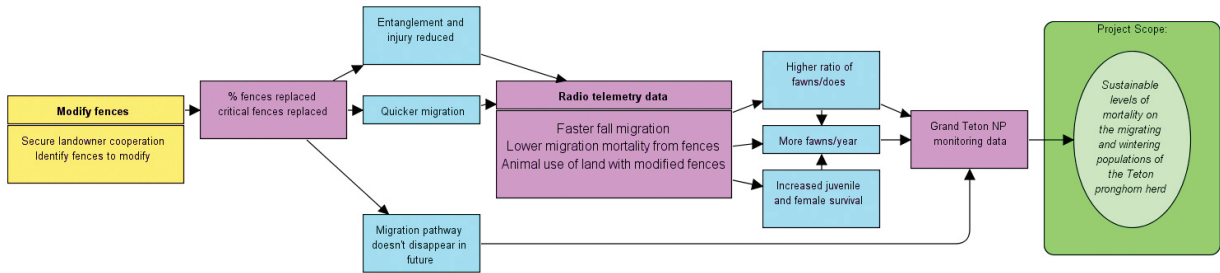 Modify fences
Secure landowner cooperation
Identify fences to modify
% fences replaced
critical fences replaced
Entanglement and
injury reduced
Quicker migration
Migration pathway
doesn't disappear in
future
Radio telemetry data
Faster fall migration
Lower migration mortality from fences
Animal use of land with modified fences
Higher ratio of
fawns/does
More fawns/year
Increased juvenile
and female survival
Grand Teton NP
monitoring data
Project Scope:
Sustainable
levels of
mortality on
the migrating
and wintering
populations of
the Teton
pronghorn herd